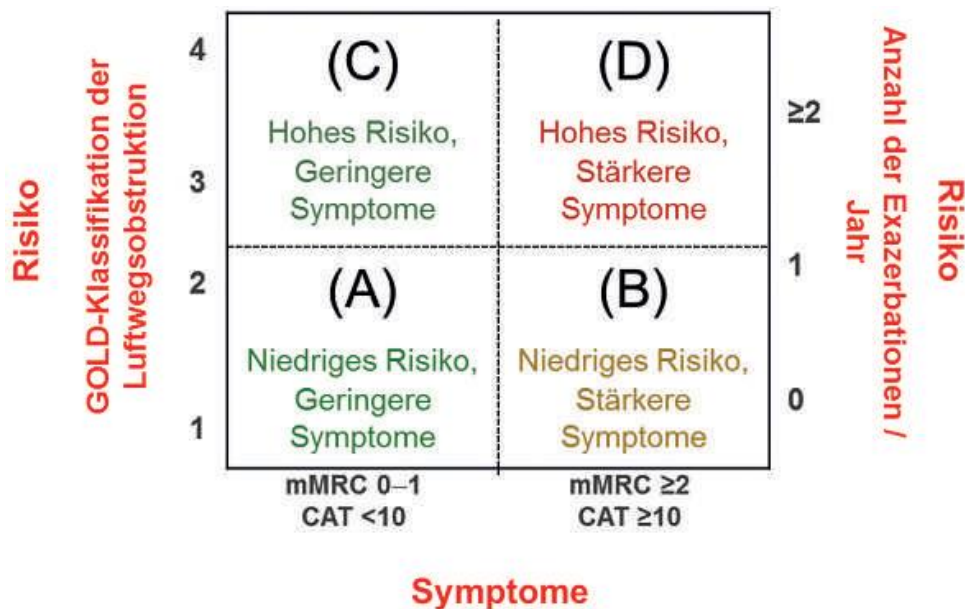 Risiko
GOLD-Klassifikation der
Luftwegsobstruktion
4
3
2
1
(C)
Hohes Risiko,
Geringere
Symptome
(D)
Hohes Risiko,
Stärkere
Symptome
(A)
Niedriges Risiko,
Geringere
Symptome
(B)
Niedriges Risiko,
Stärkere
Symptome
≥2
1
0
Anzahl der Exazerbationen /
Jahr
Risiko
mMRC 0–1
CAT <10
mMRC ≥2
CAT ≥10
Symptome